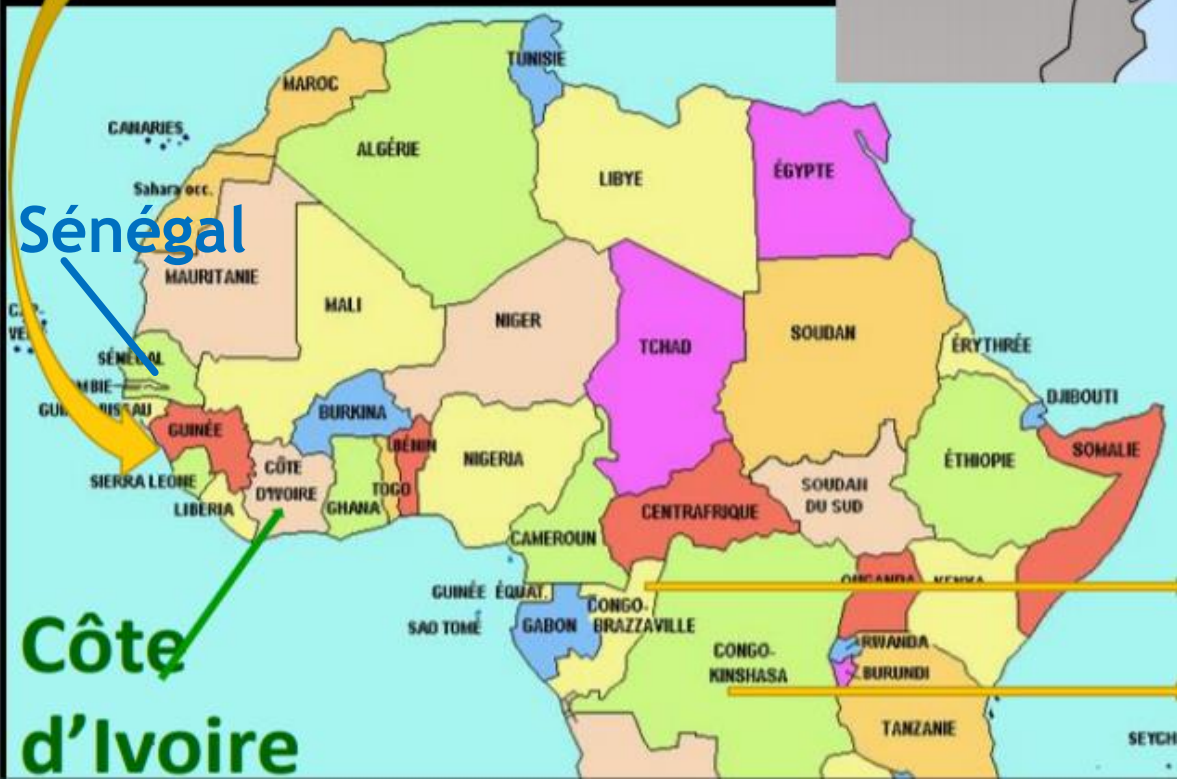 TUNISIE
MAROC
CANARIES
ALGÉRIE
LIBYE
ÉGYPTE
Sahara occ.
Sénégal
MAURITANIE
MALI
NIGER
TCHAD
SOUDAN
ÉRYTHRÉE
SÉNÉGAL
DJIBOUTI
BURKINA
GUINÉE
BÉNIN
NIGERIA
ÉTHIOPIE
SOMALIE
CÔTE
D'IVOIRE
SIERRA LEONE
LIBERIA
GHANA
TOGO
SOUDAN
DU SUD
CENTRAFRIQUE
CAMEROUN
OUGANDA
KENYA
GUINÉE ÉQUAT.
CONGO-
BRAZZAVILLE
SAO TOMÉ
GABON
RWANDA
CONGO-
KINSHASA
BURUNDI
TANZANIE
Côte
d'Ivoire